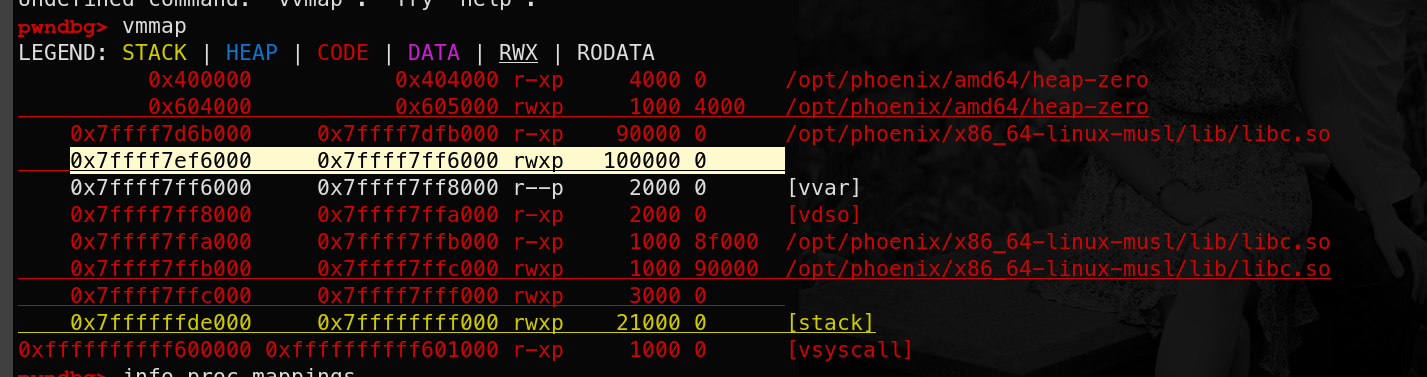 Undefined command: "vvmap". Try "help".
pwndbg> vmmap
LEGEND: STACK | HEAP | CODE | DATA | RWX | RODATA
0x400000 0x404000 r-xp 4000 0 /opt/phoenix/amd64/heap-zero
0x604000 0x605000 rwxp 1000 4000 /opt/phoenix/amd64/heap-zero
0x7ffff7d6b000 0x7ffff7dfb000 r-xp 90000 0 /opt/phoenix/x86_64-linux-musl/lib/libc.so
0x7ffff7ef6000 0x7ffff7ff6000 rwxp 100000 0
0x7ffff7ff6000 0x7ffff7ff8000 r--p 2000 0 [vvar]
0x7ffff7ff8000 0x7ffff7ffa000 r-xp 2000 0 [vdso]
0x7ffff7ffa000 0x7ffff7ffb000 r-xp 1000 8f000 /opt/phoenix/x86_64-linux-musl/lib/libc.so
0x7ffff7ffb000 0x7ffff7ffc000 rwxp 1000 90000 /opt/phoenix/x86_64-linux-musl/lib/libc.so
0x7ffff7ffc000 0x7ffff7fff000 rwxp 3000 0
0x7ffffffde000 0x7ffffffff000 rwxp 21000 0 [stack]
0xffffffffff600000 0xffffffffff601000 r-xp 1000 0 [vsyscall]
pwndbg> info proc mappings